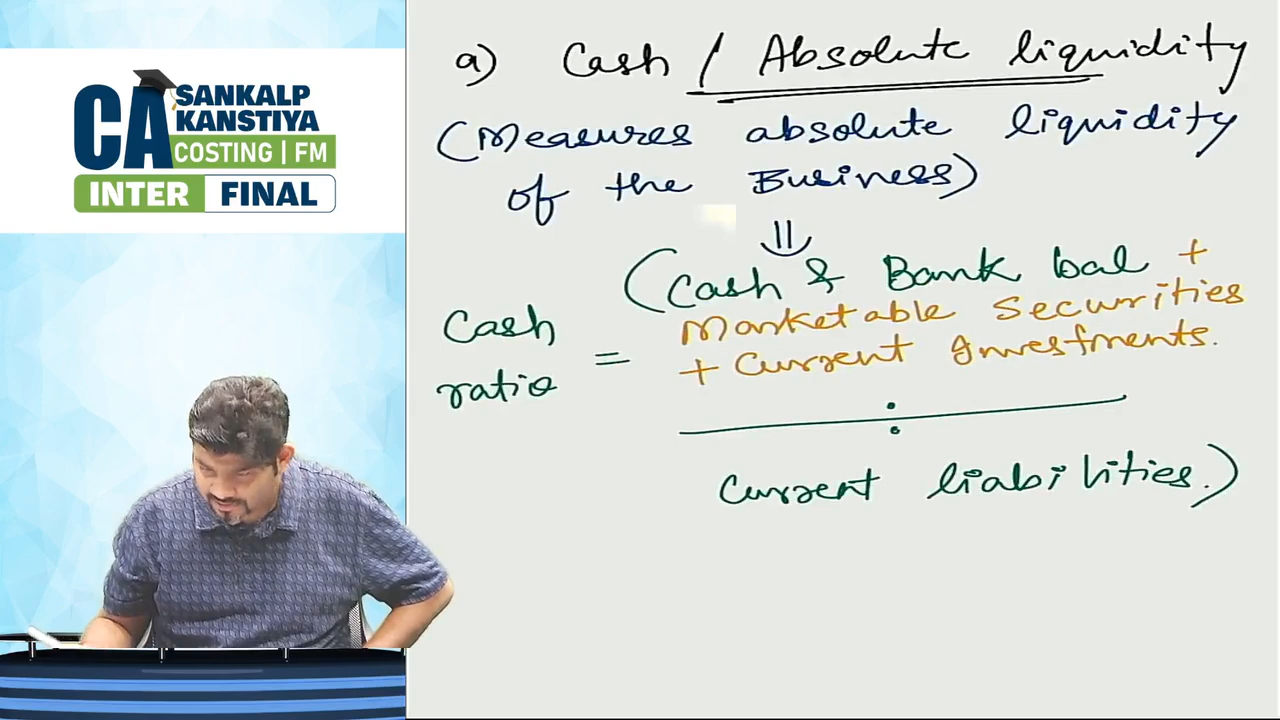 CA SANKALP
KANSTIYA
COSTING | FM
INTER FINAL
a) Cash / Absolute liquidity
(Measures absolute liquidity
of the Business)
Cash ratio = (Cash & Bank bal +
Marketable Securities
+ Current Investments.
÷
Current liabilities.)